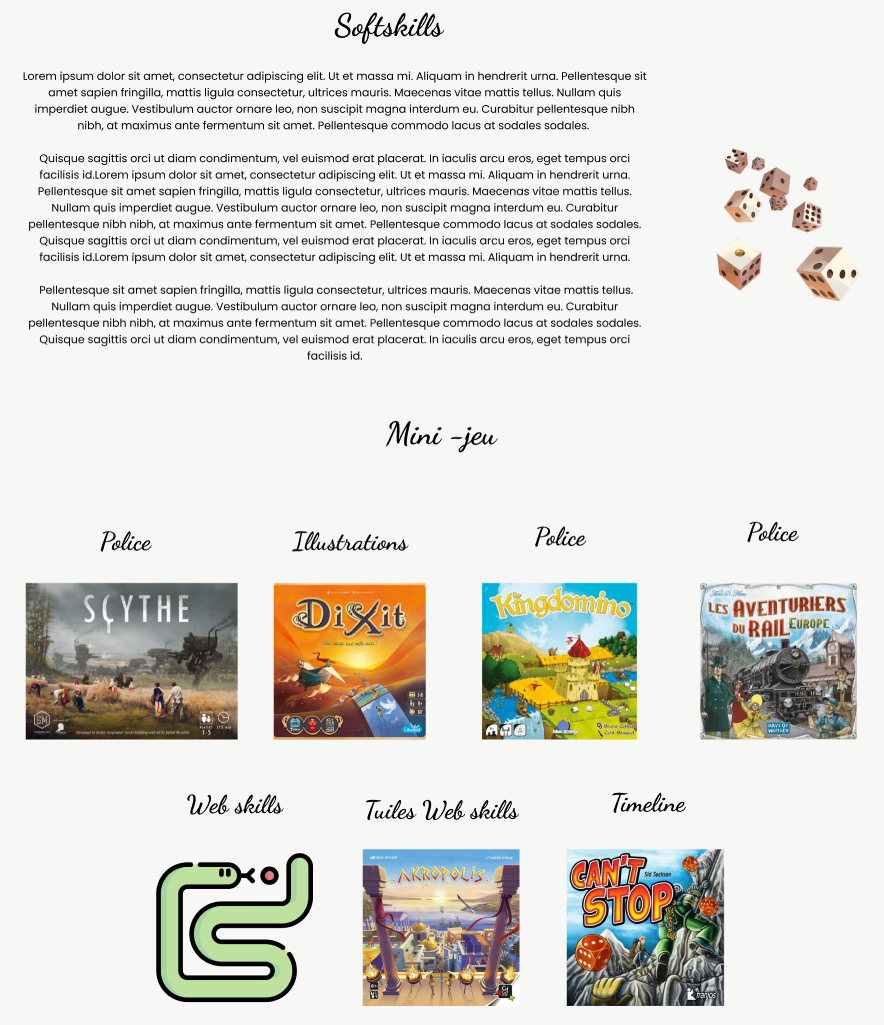 Softskills
Lorem ipsum dolor sit amet, consectetur adipiscing elit. Ut et massa mi. Aliquam in hendrerit urna. Pellentesque sit
amet sapien fringilla, mattis ligula consectetur, ultrices mauris. Maecenas vitae mattis tellus. Nullam quis
imperdiet augue. Vestibulum auctor ornare leo, non suscipit magna interdum eu. Curabitur pellentesque nibh
nibh, at maximus ante fermentum sit amet. Pellentesque commodo lacus at sodales sodales.
Quisque sagittis orci ut diam condimentum, vel euismod erat placerat. In iaculis arcu eros, eget tempus orci
facilisis id.Lorem ipsum dolor sit amet, consectetur adipiscing elit. Ut et massa mi. Aliquam in hendrerit urna.
Pellentesque sit amet sapien fringilla, mattis ligula consectetur, ultrices mauris. Maecenas vitae mattis tellus.
Nullam quis imperdiet augue. Vestibulum auctor ornare leo, non suscipit magna interdum eu. Curabitur
pellentesque nibh nibh, at maximus ante fermentum sit amet. Pellentesque commodo lacus at sodales sodales.
Quisque sagittis orci ut diam condimentum, vel euismod erat placerat. In iaculis arcu eros, eget tempus orci
facilisis id.Lorem ipsum dolor sit amet, consectetur adipiscing elit. Ut et massa mi. Aliquam in hendrerit urna.
Pellentesque sit amet sapien fringilla, mattis ligula consectetur, ultrices mauris. Maecenas vitae mattis tellus.
Nullam quis imperdiet augue. Vestibulum auctor ornare leo, non suscipit magna interdum eu. Curabitur
pellentesque nibh nibh, at maximus ante fermentum sit amet. Pellentesque commodo lacus at sodales sodales.
Quisque sagittis orci ut diam condimentum, vel euismod erat placerat. In iaculis arcu eros, eget tempus orci
facilisis id.
Mini -jeu
Police
Illustrations
Police
Police
SCYTHE
1-5
115 min
DiXit
Kingdomino
LES AVENTURIERS
DU RAIL EUROPE
DAYS OF
WONDER
Web skills
Tuiles Web skills
Timeline
AKROPOLIS
CAN'T
STOP
Sid Sackson
franjos